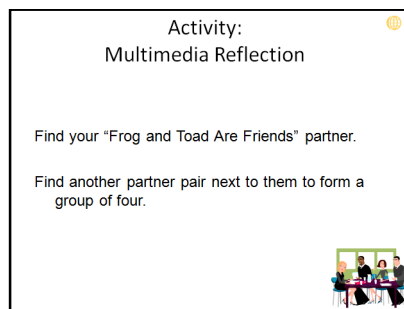 Activity:
Multimedia Reflection
Find your “Frog and Toad Are Friends” partner.
Find another partner pair next to them to form a
group of four.